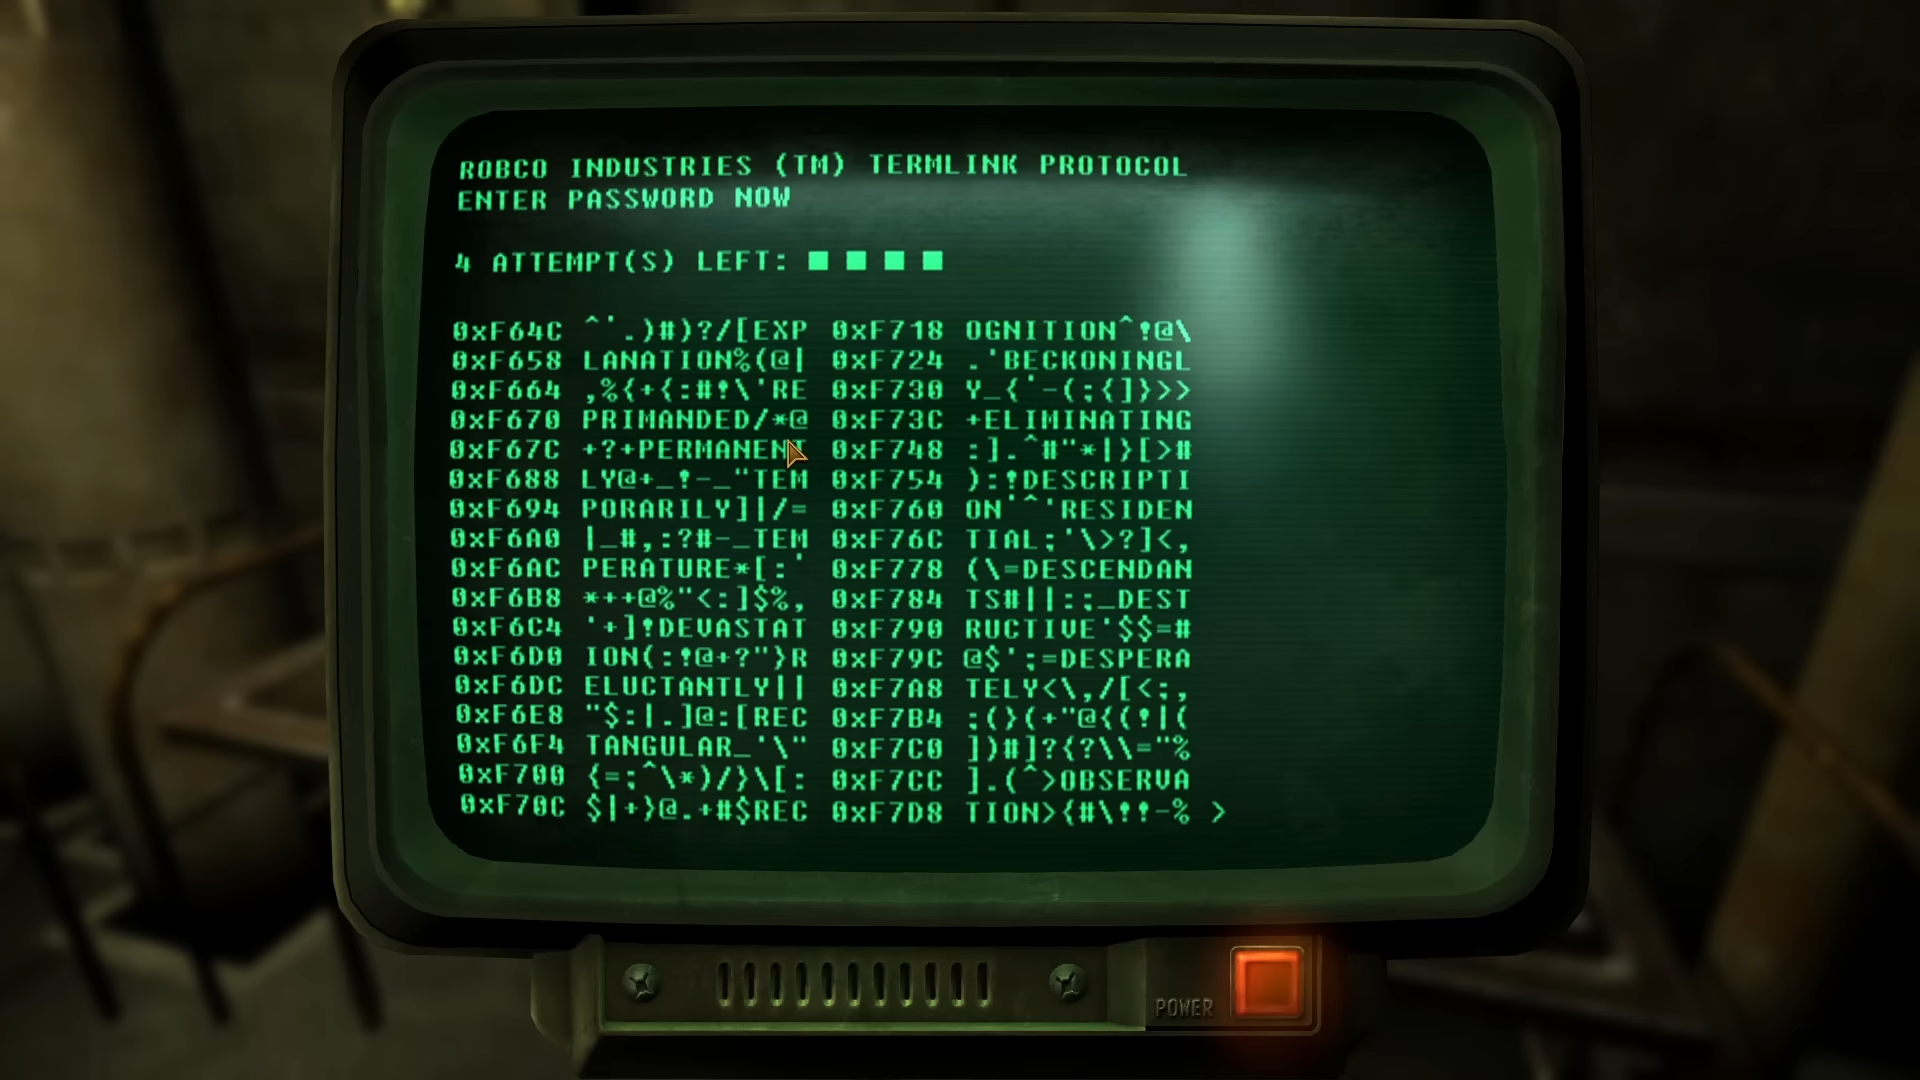 ROBCO INDUSTRIES (TM) TERMLINK PROTOCOL
ENTER PASSWORD NOW
4 ATTEMPT(S) LEFT: ■ ■ ■ ■
0xF64C ^'.)#)?/[EXP 0xF718 OGNITION^!@\
0xF658 LANATION%(@| 0xF724 .'BECKONINGL
0xF664 ,%{+{:#!\'RE 0xF730 Y_{'-(;{]}>>
0xF670 PRIMANDED/*@ 0xF73C +ELIMINATING
0xF67C +?+PERMANENT 0xF748 :].^#"*|}[>#
0xF688 LY@+_!-_"TEM 0xF754 ):!DESCRIPTI
0xF694 PORARILY]|/= 0xF760 ON'^'RESIDEN
0xF6A0 |_#,:?#-_TEM 0xF76C TIAL;'\>?]<,
0xF6AC PERATURE*[:' 0xF778 (\=DESCENDAN
0xF6B8 *++@%"<:]$%, 0xF784 TS#||:;_DEST
0xF6C4 '+]!DEVASTAT 0xF790 RUCTIVE'$$=#
0xF6D0 ION(:!@+?"}R 0xF79C @$';=DESPERA
0xF6DC ELUCTANTLY|| 0xF7A8 TELY<\,/[<;,
0xF6E8 "$:|.]@:[REC 0xF7B4 ;(}(+"@{(!|(
0xF6F4 TANGULAR_'\" 0xF7C0 ])#]?{?\\="%
0xF700 {=;^\*)/}\[: 0xF7CC ].(^>OBSERVA
0xF70C $|+}@.+#$REC 0xF7D8 TION>{#\!!-% >
POWER